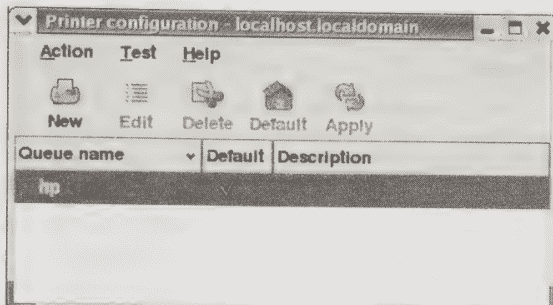 Printer configuration - localhost.localdomain
Action Test Help
New Edit Delete Default Apply
Queue name Default Description
hp